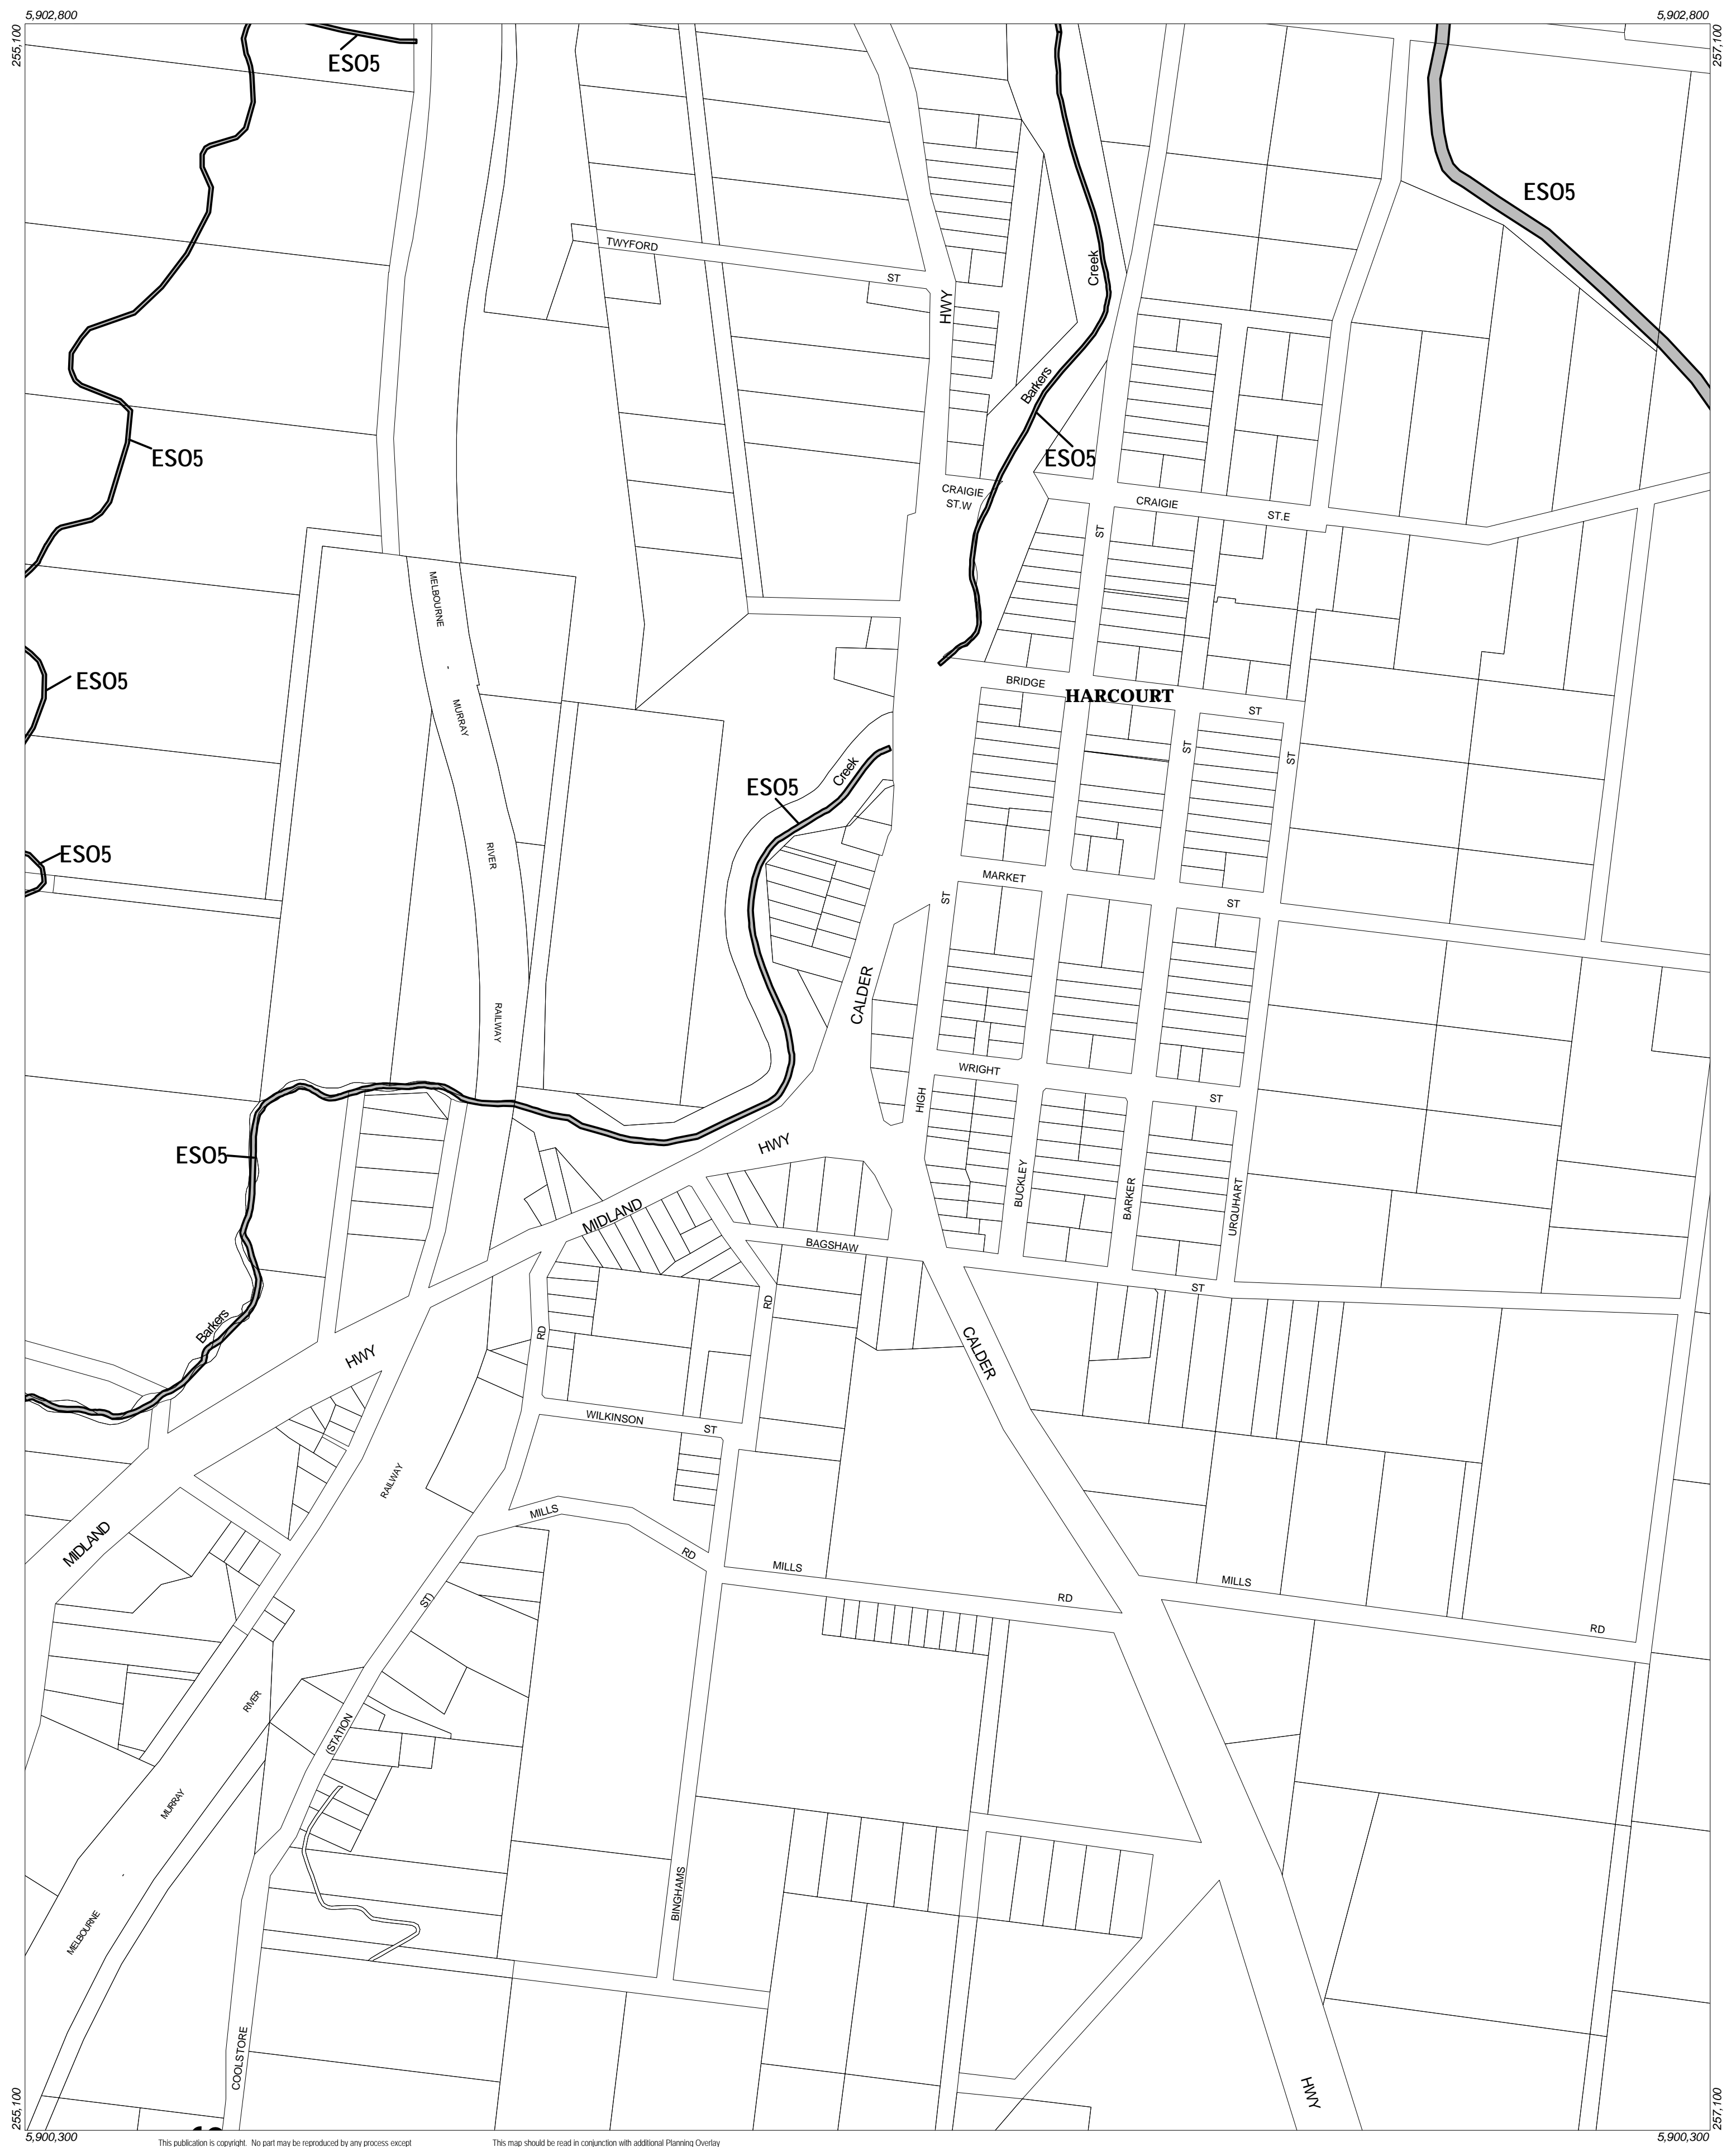 5,902,800
5,902,800
255,100
257,100
ESO5
ESO5
TWYFORD
ST
HWY
Creek
Barkers
ESO5
ESO5
CRAIGIE
ST.W
CRAIGIE
ST.E
ST
MELBOURNE
-
MURRAY
RIVER
RAILWAY
ESO5
BRIDGE
HARCOURT
ST
ST
ST
Creek
ESO5
ESO5
MARKET
ST
ST
CALDER
WRIGHT
ST
HIGH
HWY
ESO5
BUCKLEY
BARKER
URQUHART
MIDLAND
BAGSHAW
ST
RD
RD
Barkers
HWY
CALDER
WILKINSON
ST
RAILWAY
MILLS
RD
MIDLAND
MILLS
RD
MILLS
RD
ST)
(STATION
RIVER
MURRAY
-
MELBOURNE
BINGHAMS
COOLSTORE
HWY
255,100
257,100
5,900,300
5,900,300
This publication is copyright. No part may be reproduced by any process except
This map should be read in conjunction with additional Planning Overlay